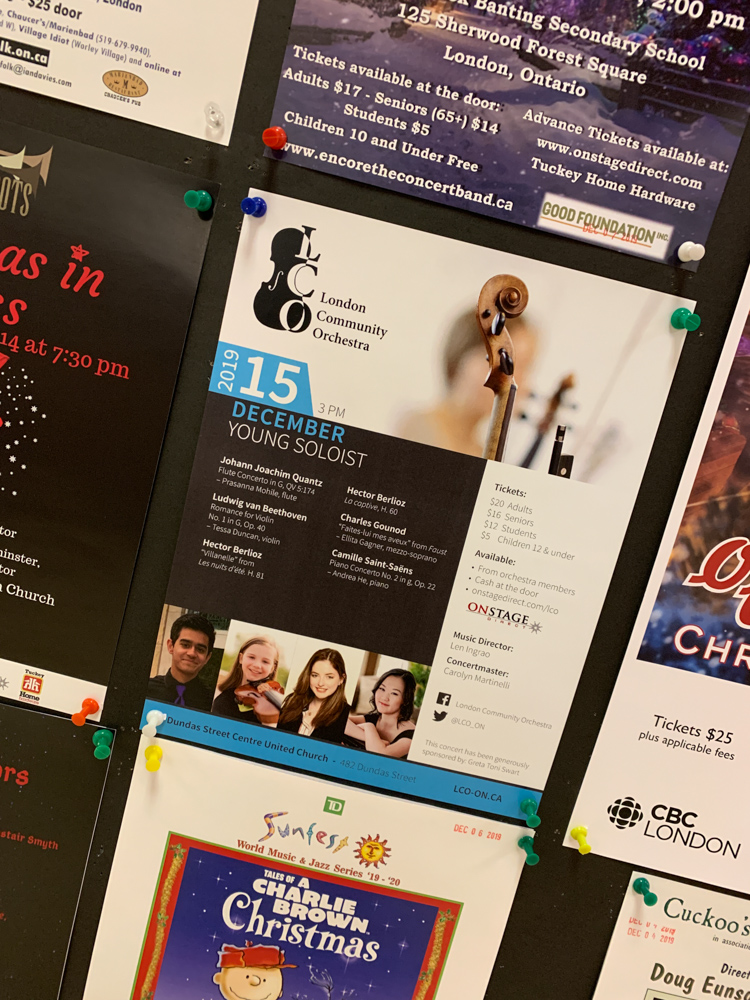 London
$25 door
Chaucer's/Marienbad (519-679-9940),
Village Idiot (Wortley Village) and online at
lk.on.ca
folk@iandavies.com
MARIENBAD
CHAUCER'S PUB
2:00 pm
Banting Secondary School
125 Sherwood Forest Square
London, Ontario
Tickets available at the door:
Adults $17 - Seniors (65+) $14
Students $5
Children 10 and Under Free
www.encoretheconcertband.ca
Advance Tickets available at:
www.onstagedirect.com
Tuckey Home Hardware
GOOD FOUNDATION INC.
DEC 0 7 2019
OTS
as in
ss
14 at 7:30 pm
tor
minster,
tor
Church
Tuckey
Home
LCO
London
Community
Orchestra
2019
15
3 PM
DECEMBER
YOUNG SOLOIST
Johann Joachim Quantz
Flute Concerto in G, QV 5:174
– Prasanna Mohile, flute
Ludwig van Beethoven
Romance for Violin
No. 1 in G, Op. 40
– Tessa Duncan, violin
Hector Berlioz
"Villanelle" from
Les nuits d'été, H. 81
Hector Berlioz
La captive, H. 60
Charles Gounod
"Faites-lui mes aveux" from Faust
– Ellita Gagner, mezzo-soprano
Camille Saint-Saëns
Piano Concerto No. 2 in g, Op. 22
– Andrea He, piano
Tickets:
$20 Adults
$16 Seniors
$12 Students
$5 Children 12 & under
Available:
• From orchestra members
• Cash at the door
• onstagedirect.com/lco
ONSTAGE
DIRECT
Music Director:
Len Ingrao
Concertmaster:
Carolyn Martinelli
London Community Orchestra
@LCO_ON
This concert has been generously
sponsored by: Greta Toni Swart
Dundas Street Centre United Church - 482 Dundas Street
LCO-ON.CA
CHR
Tickets $25
plus applicable fees
CBC
LONDON
ors
stair Smyth
TD
Sunfest
DEC 0 6 2019
World Music & Jazz Series '19 - '20
TALES OF A
CHARLIE
BROWN
Christmas
DEC 0 6 2019
Cuckoo's
in associa
Direc
Doug Euns